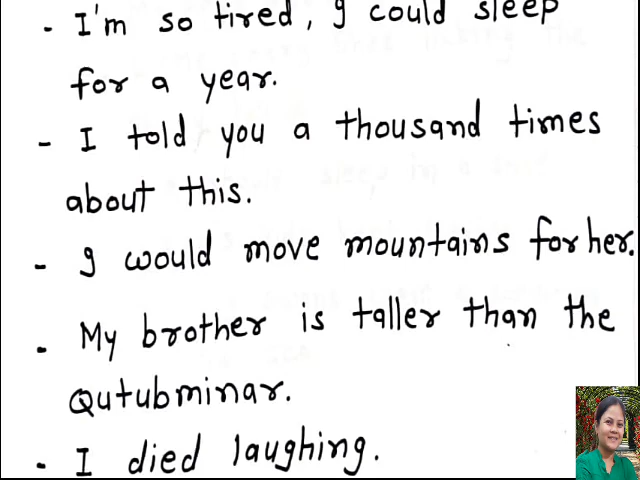 - I'm so tired, I could sleep
for a year.
- I told you a thousand times
about this.
- I would move mountains for her.
- My brother is taller than the
Qutubminar.
- I died laughing.